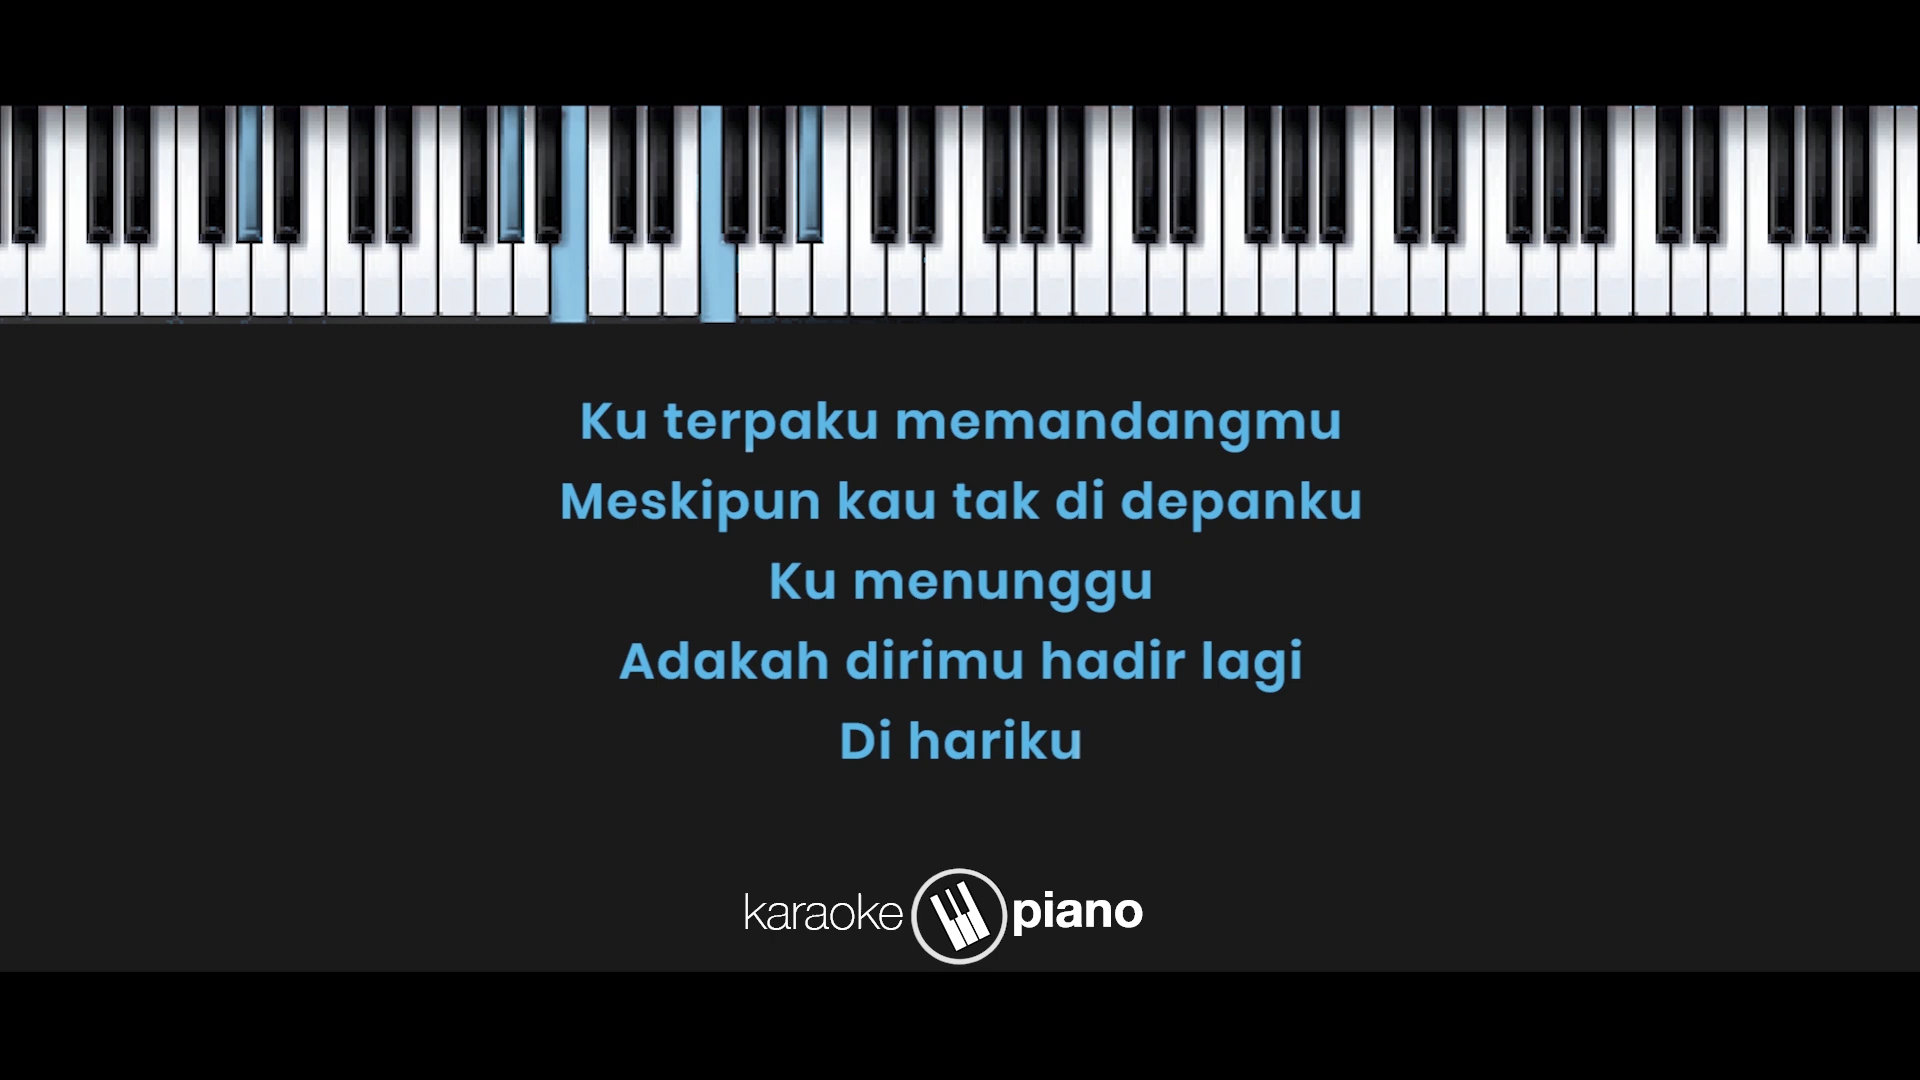 Ku terpaku memandangmu
Meskipun kau tak di depanku
Ku menunggu
Adakah dirimu hadir lagi
Di hariku
karaoke piano